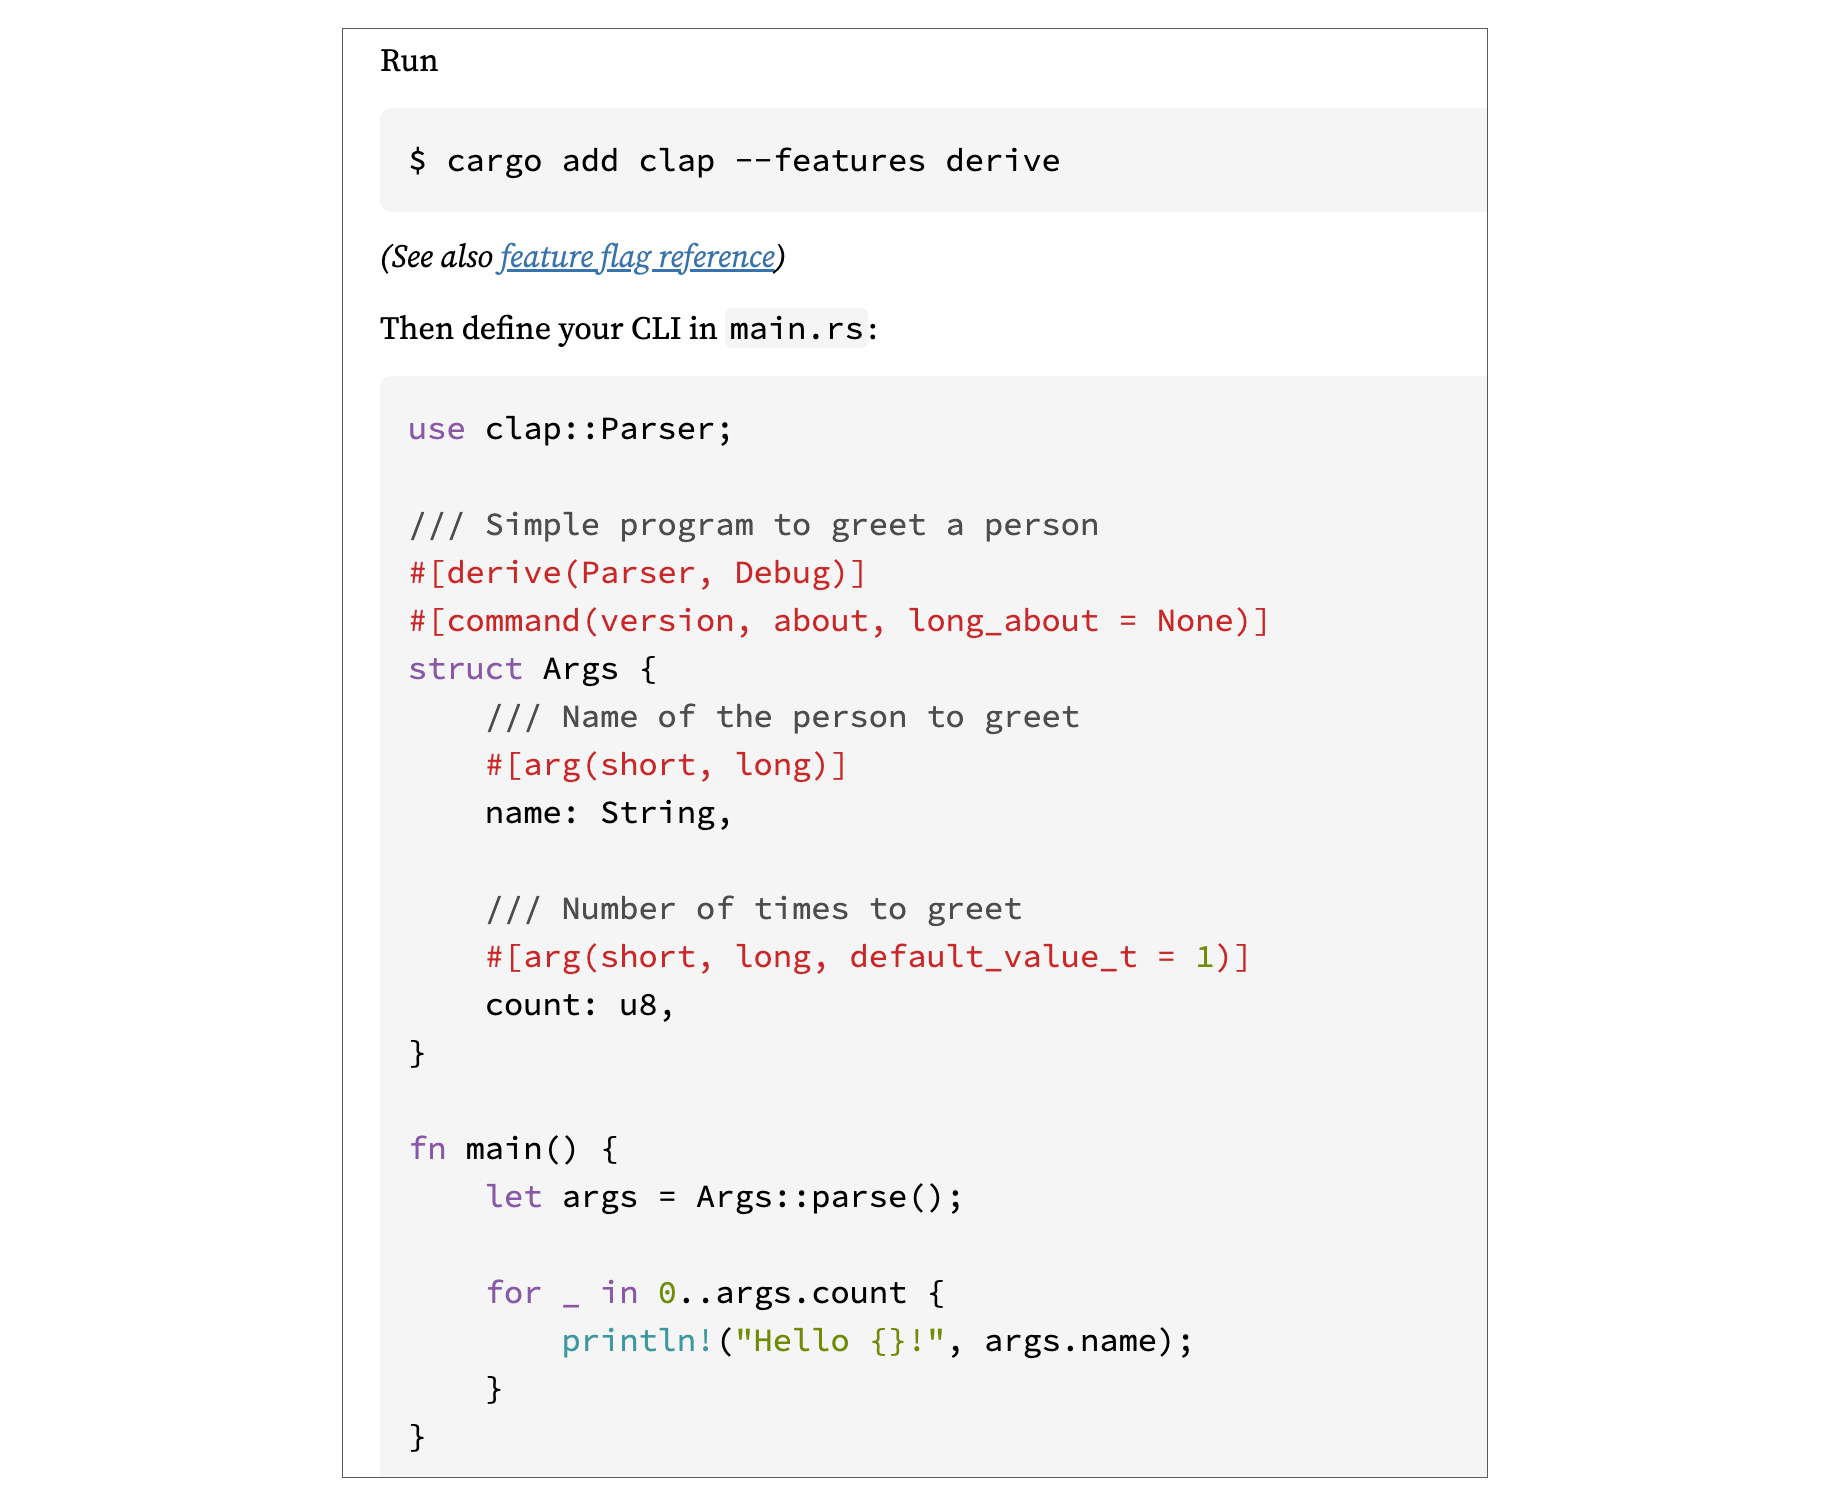 Run
$ cargo add clap --features derive
(See also feature flag reference)
Then define your CLI in main.rs:
use clap::Parser;
/// Simple program to greet a person
#[derive(Parser, Debug)]
#[command(version, about, long_about = None)]
struct Args {
    /// Name of the person to greet
    #[arg(short, long)]
    name: String,
    /// Number of times to greet
    #[arg(short, long, default_value_t = 1)]
    count: u8,
}
fn main() {
    let args = Args::parse();
    for _ in 0..args.count {
        println!("Hello {}!", args.name);
    }
}